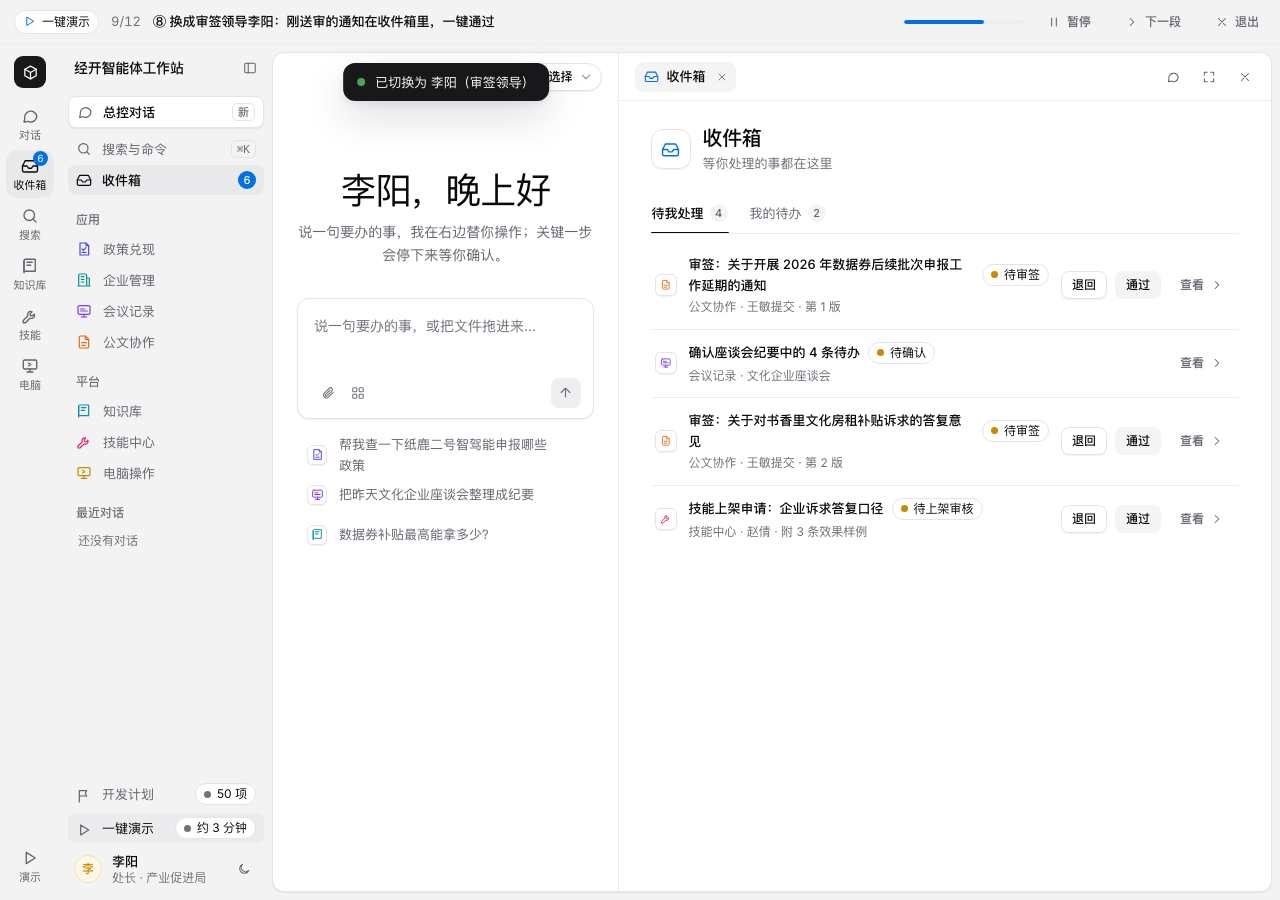 一键演示
9/12
⑧ 换成审签领导李阳：刚送审的通知在收件箱里，一键通过
暂停
下一段
退出
对话
6
收件箱
搜索
知识库
技能
电脑
演示
经开智能体工作站
总控对话
新
搜索与命令
⌘K
收件箱
6
应用
政策兑现
企业管理
会议记录
公文协作
平台
知识库
技能中心
电脑操作
最近对话
还没有对话
开发计划
50 项
一键演示
约 3 分钟
李
李阳
处长 · 产业促进局
已切换为 李阳（审签领导）
选择
李阳，晚上好
说一句要办的事，我在右边替你操作；关键一步
会停下来等你确认。
说一句要办的事，或把文件拖进来...
帮我查一下纸鹿二号智驾能申报哪些
政策
把昨天文化企业座谈会整理成纪要
数据券补贴最高能拿多少？
收件箱
收件箱
等你处理的事都在这里
待我处理
4
我的待办
2
审签：关于开展 2026 年数据券后续批次申报工
作延期的通知
公文协作 · 王敏提交 · 第 1 版
待审签
退回
通过
查看
确认座谈会纪要中的 4 条待办
待确认
会议记录 · 文化企业座谈会
查看
审签：关于对书香里文化房租补贴诉求的答复意
见
公文协作 · 王敏提交 · 第 2 版
待审签
退回
通过
查看
技能上架申请：企业诉求答复口径
待上架审核
技能中心 · 赵倩 · 附 3 条效果样例
退回
通过
查看